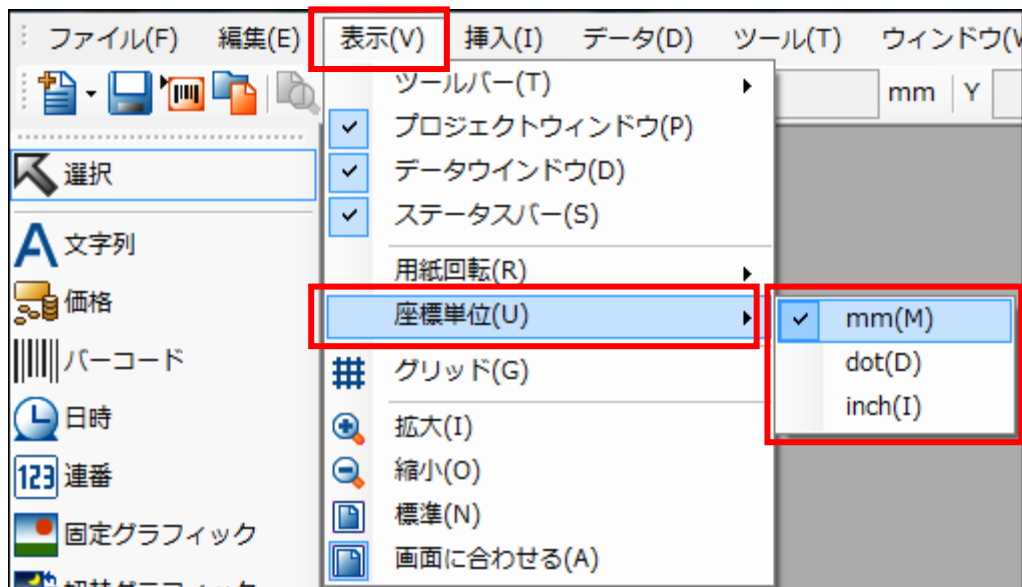 ファイル(F) 編集(E) 表示(V) 挿入(I) データ(D) ツール(T) ウィンドウ(
mm Y
選択
文字列
価格
バーコード
日時
123 連番
固定グラフィック
ツールバー(T)
プロジェクトウィンドウ(P)
データウインドウ(D)
ステータスバー(S)
用紙回転(R)
座標単位(U)
グリッド(G)
拡大(I)
縮小(O)
標準(N)
画面に合わせる(A)
mm(M)
dot(D)
inch(I)